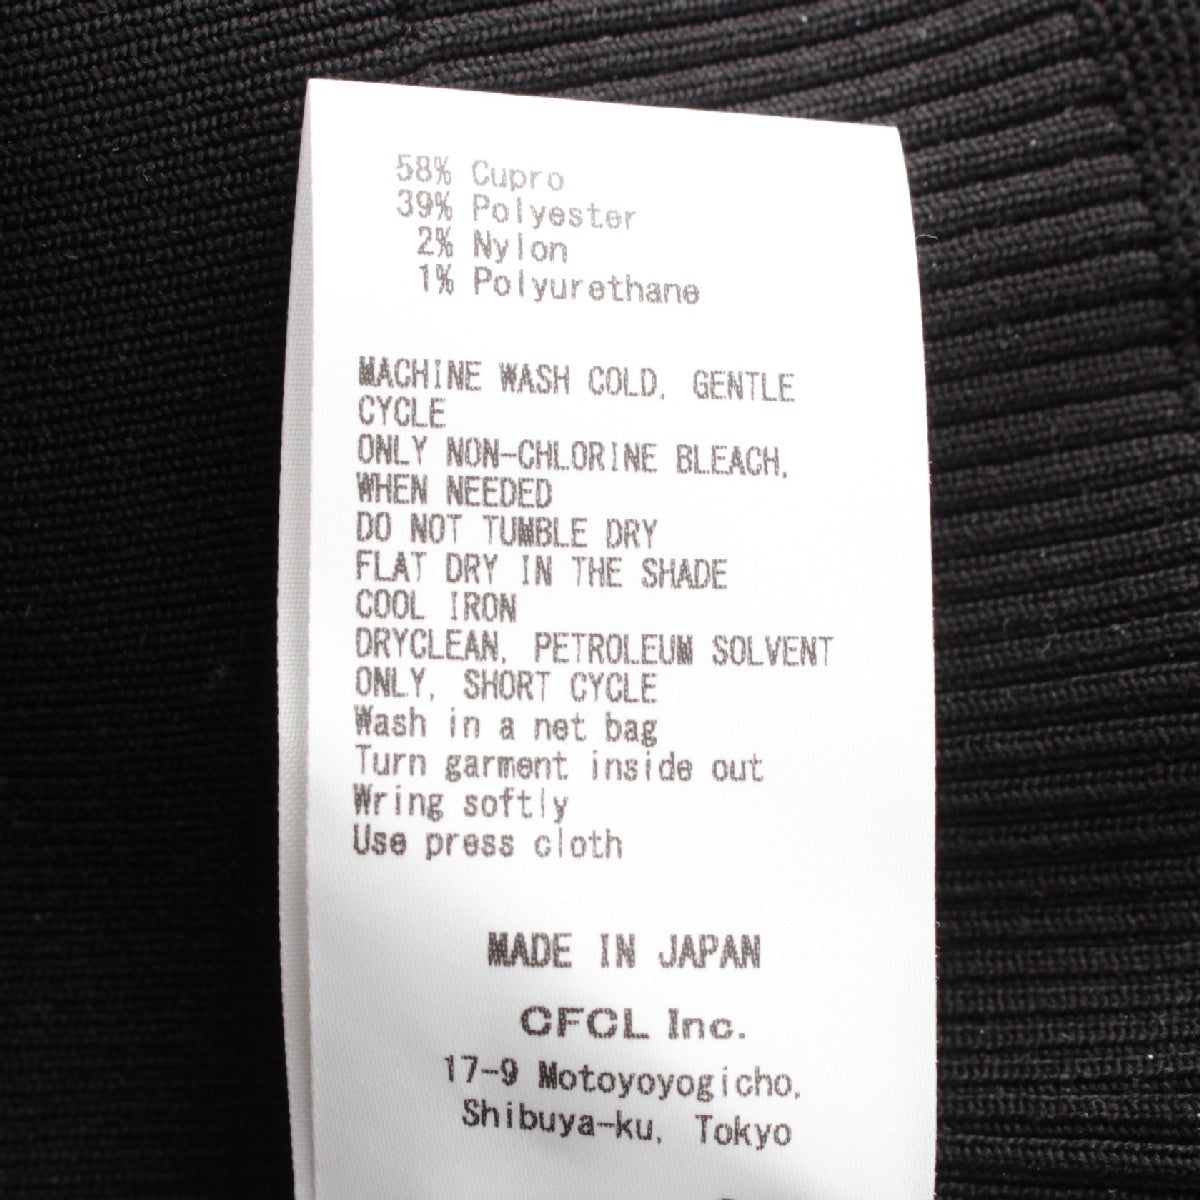 58% Cupro
39% Polyester
2% Nylon
1% Polyurethane
MACHINE WASH COLD, GENTLE
CYCLE
ONLY NON-CHLORINE BLEACH,
WHEN NEEDED
DO NOT TUMBLE DRY
FLAT DRY IN THE SHADE
COOL IRON
DRYCLEAN, PETROLEUM SOLVENT
ONLY, SHORT CYCLE
Wash in a net bag
Turn garment inside out
Wring softly
Use press cloth
MADE IN JAPAN
CFCL Inc.
17-9 Motoyoyogicho,
Shibuya-ku, Tokyo